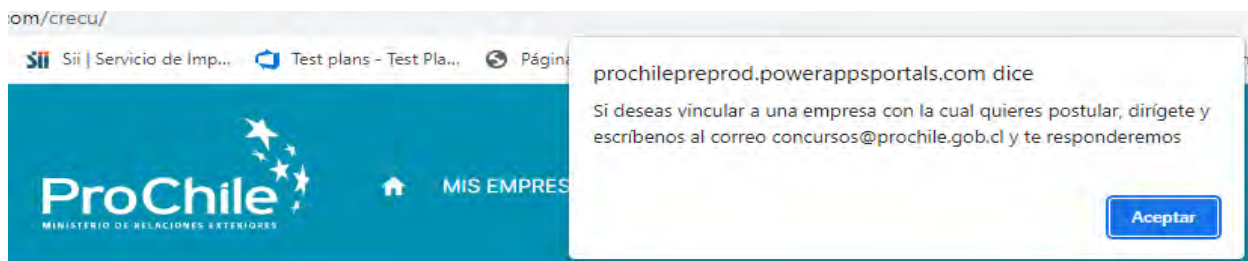 om/crecu/
Sii Sii | Servicio de Imp... Test plans - Test Pla... Página
prochilepreprod.powerappsportals.com dice
Si deseas vincular a una empresa con la cual quieres postular, dirígete y
escríbenos al correo concursos@prochile.gob.cl y te responderemos
Aceptar
ProChile
MINISTERIO DE RELACIONES EXTERIORES
MIS EMPRES